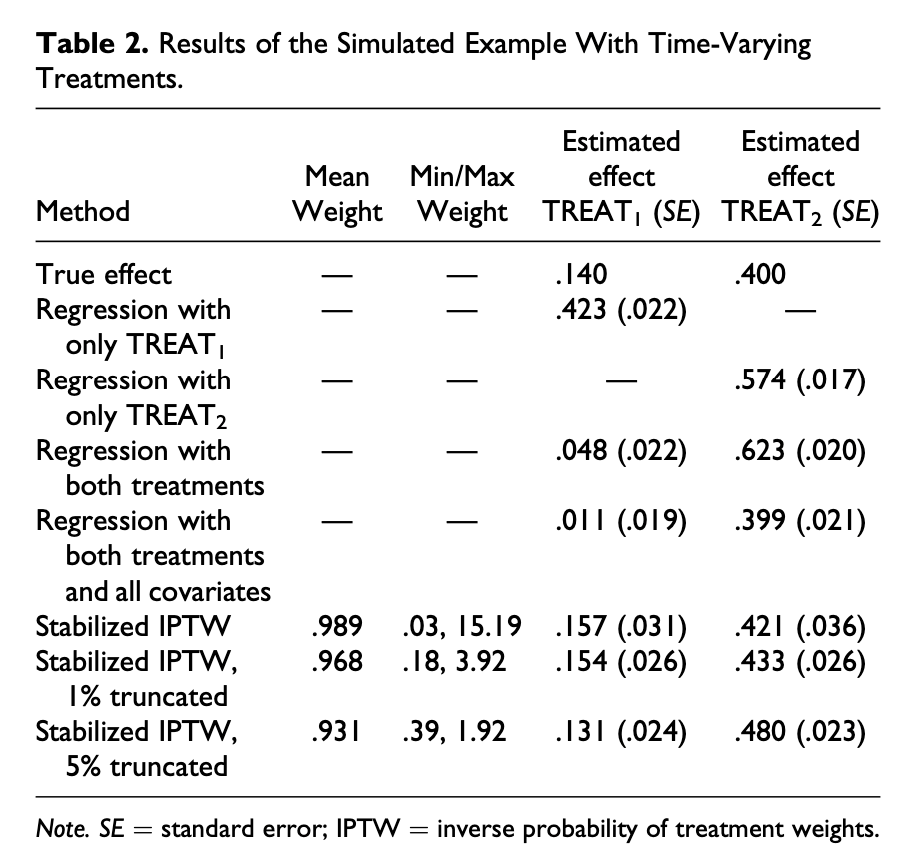 Table 2. Results of the Simulated Example With Time-Varying
Treatments.
Estimated Estimated
Mean Min/Max effect effect
Method Weight Weight TREAT₁ (SE) TREAT₂ (SE)
True effect — — .140 .400
Regression with — — .423 (.022) —
only TREAT₁
Regression with — — — .574 (.017)
only TREAT₂
Regression with — — .048 (.022) .623 (.020)
both treatments
Regression with — — .011 (.019) .399 (.021)
both treatments
and all covariates
Stabilized IPTW .989 .03, 15.19 .157 (.031) .421 (.036)
Stabilized IPTW, .968 .18, 3.92 .154 (.026) .433 (.026)
1% truncated
Stabilized IPTW, .931 .39, 1.92 .131 (.024) .480 (.023)
5% truncated
Note. SE = standard error; IPTW = inverse probability of treatment weights.